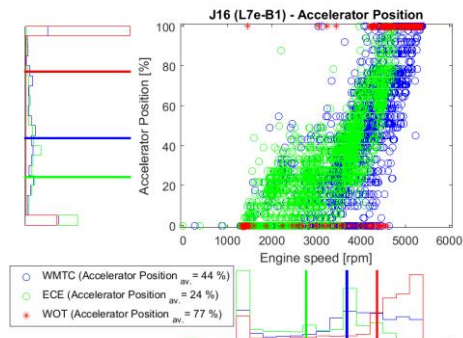 J16 (L7e-B1) - Accelerator Position
100
80
60
40
20
0
Accelerator Position [%]
0 1000 2000 3000 4000 5000 6000
Engine speed [rpm]
WMTC (Accelerator Position av. = 44 %)
ECE (Accelerator Position av. = 24 %)
WOT (Accelerator Position av. = 77 %)